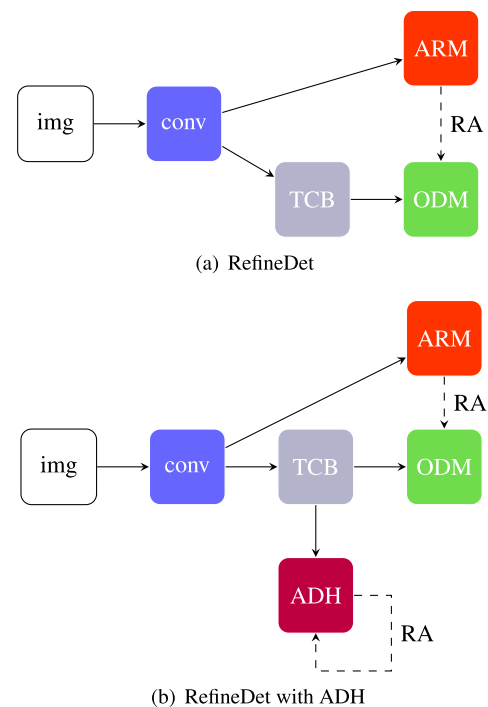 ARM
img
conv
RA
TCB
ODM
(a) RefineDet
ARM
RA
img
conv
TCB
ODM
ADH
RA
(b) RefineDet with ADH